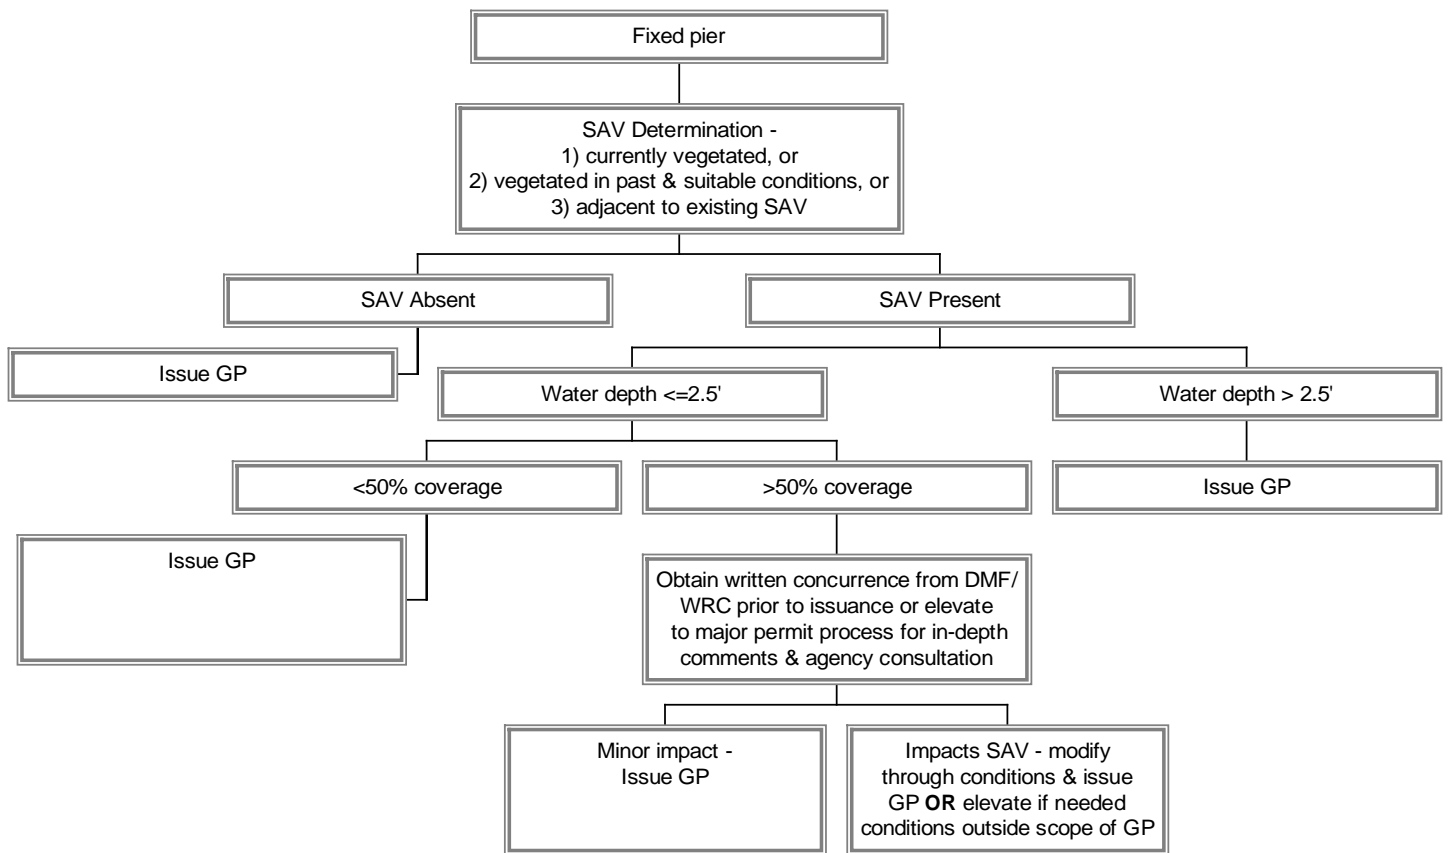 Fixed pier
SAV Determination -
1) currently vegetated, or
2) vegetated in past & suitable conditions, or
3) adjacent to existing SAV
SAV Absent
SAV Present
Issue GP
Water depth <=2.5'
Water depth > 2.5'
<50% coverage
>50% coverage
Issue GP
Issue GP
Obtain written concurrence from DMF/
WRC prior to issuance or elevate
to major permit process for in-depth
comments & agency consultation
Minor impact -
Issue GP
Impacts SAV - modify
through conditions & issue
GP OR elevate if needed
conditions outside scope of GP